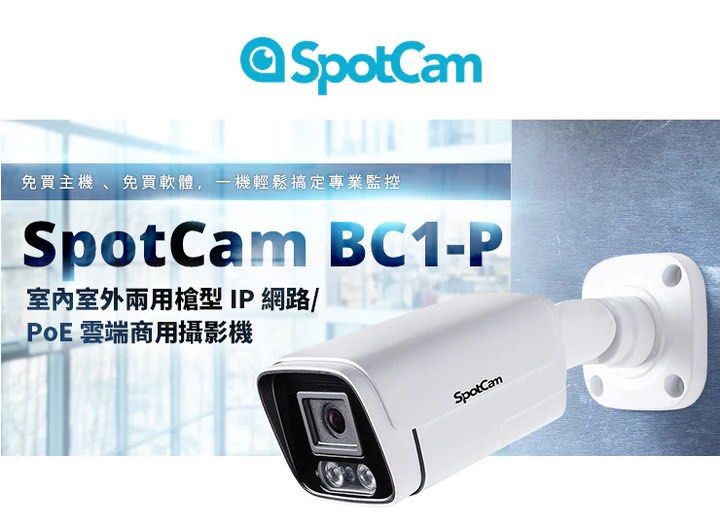 SpotCam
免買主機、免買軟體，一機輕鬆搞定專業監控
SpotCam BC1-P
室內室外兩用槍型 IP 網路/
PoE 雲端商用攝影機
SpotCam